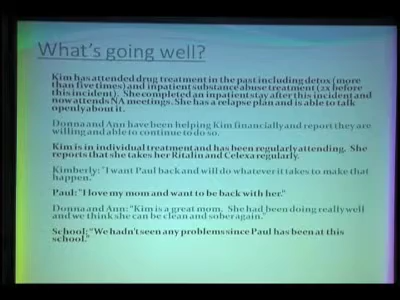 What's going well?
Kim has attended drug treatment in the past including detox (more
than five times) and inpatient substance abuse treatment (2x before
this incident). She completed an inpatient stay after this incident and
now attends NA meetings. She has a relapse plan and is able to talk
openly about it.
Donna and Ann have been helping Kim financially and report they are
willing and able to continue to do so.
Kim is in individual treatment and has been regularly attending. She
reports that she takes her Ritalin and Celexa regularly.
Kimberly: "I want Paul back and will do whatever it takes to make that
happen."
Paul: "I love my mom and want to be back with her."
Donna and Ann: "Kim is a great mom. She had been doing really well
and we think she can be clean and sober again."
School: "We hadn't seen any problems since Paul has been at this
school."